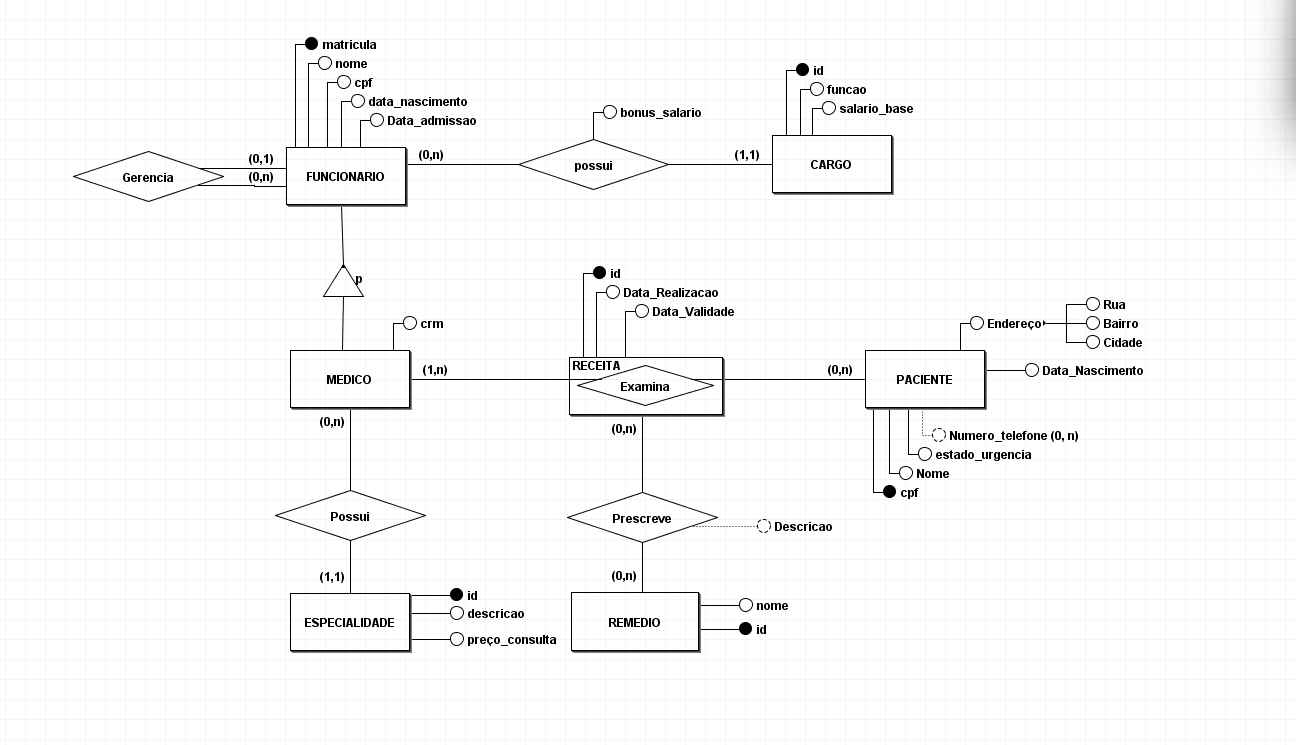 matricula
nome
cpf
data_nascimento
Data_admissao
id
funcao
salario_base
bonus_salario
(0,1)
(0,n)
Gerencia
FUNCIONARIO
(0,n)
possui
(1,1)
CARGO
p
crm
id
Data_Realizacao
Data_Validade
Endereço
Rua
Bairro
Cidade
MEDICO
(1,n)
RECEITA
Examina
(0,n)
PACIENTE
Data_Nascimento
Numero_telefone (0, n)
estado_urgencia
Nome
cpf
(0,n)
Possui
(1,1)
ESPECIALIDADE
id
descricao
preço_consulta
(0,n)
Prescreve
Descricao
(0,n)
REMEDIO
nome
id